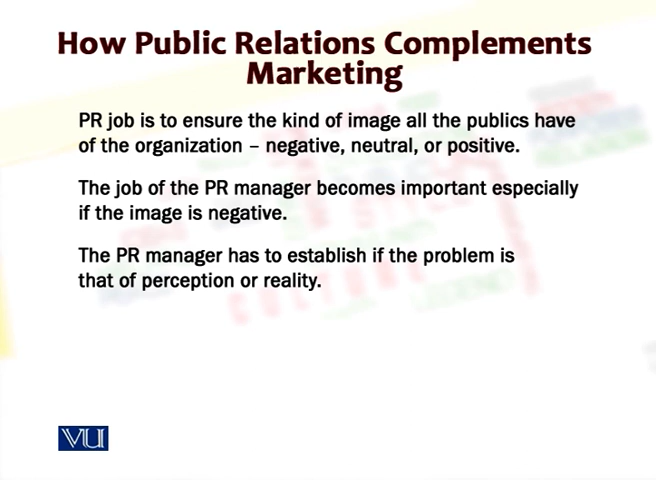 How Public Relations Complements
Marketing
PR job is to ensure the kind of image all the publics have
of the organization – negative, neutral, or positive.
The job of the PR manager becomes important especially
if the image is negative.
The PR manager has to establish if the problem is
that of perception or reality.
VU